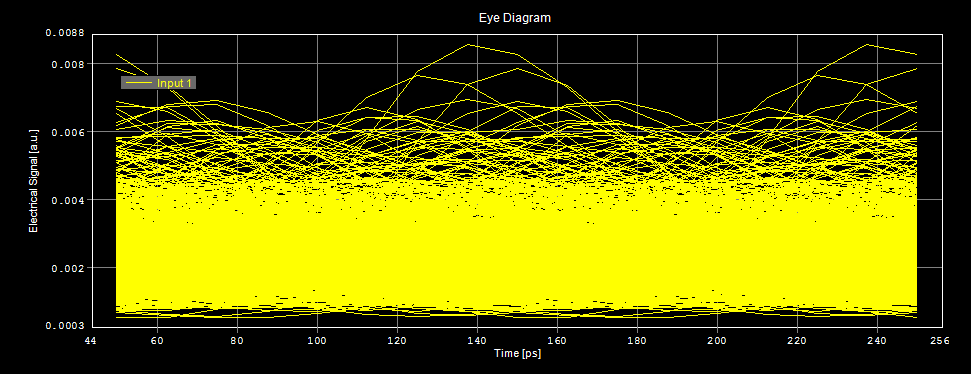 Eye Diagram
0.0088
0.008
Input 1
0.006
Electrical Signal [a.u.]
0.004
0.002
0.0003
44 60 80 100 120 140 160 180 200 220 240 256
Time [ps]